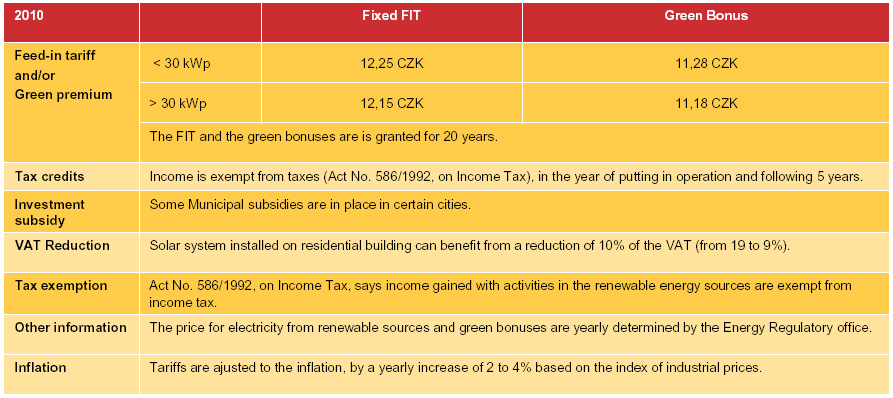 2010 Fixed FIT Green Bonus
Feed-in tariff
and/or
Green premium
< 30 kWp 12,25 CZK 11,28 CZK
> 30 kWp 12,15 CZK 11,18 CZK
The FIT and the green bonuses are is granted for 20 years.
Tax credits Income is exempt from taxes (Act No. 586/1992, on Income Tax), in the year of putting in operation and following 5 years.
Investment
subsidy
Some Municipal subsidies are in place in certain cities.
VAT Reduction Solar system installed on residential building can benefit from a reduction of 10% of the VAT (from 19 to 9%).
Tax exemption Act No. 586/1992, on Income Tax, says income gained with activities in the renewable energy sources are exempt from
income tax.
Other information The price for electricity from renewable sources and green bonuses are yearly determined by the Energy Regulatory office.
Inflation Tariffs are ajusted to the inflation, by a yearly increase of 2 to 4% based on the index of industrial prices.